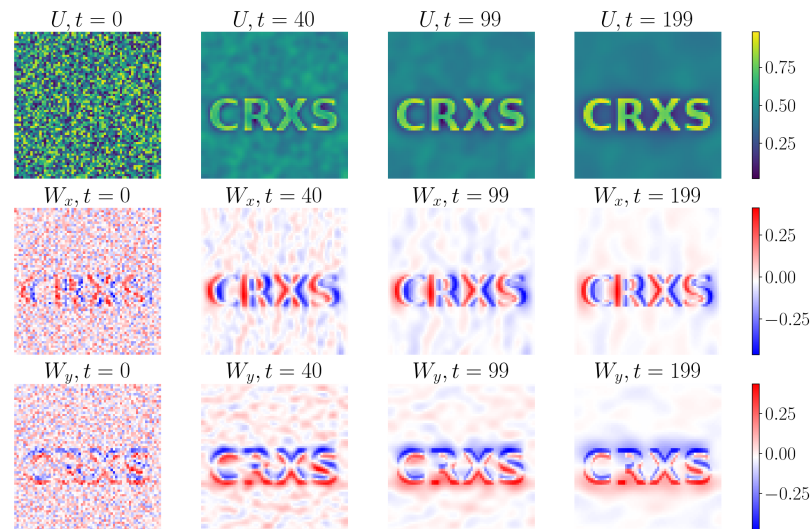 U, t = 0 U, t = 40 U, t = 99 U, t = 199
CRXS CRXS CRXS
0.75
0.50
0.25
W_x, t = 0 W_x, t = 40 W_x, t = 99 W_x, t = 199
CRXS CRXS CRXS CRXS
0.25
0.00
−0.25
W_y, t = 0 W_y, t = 40 W_y, t = 99 W_y, t = 199
CRXS CRXS CRXS CRXS
0.25
0.00
−0.25